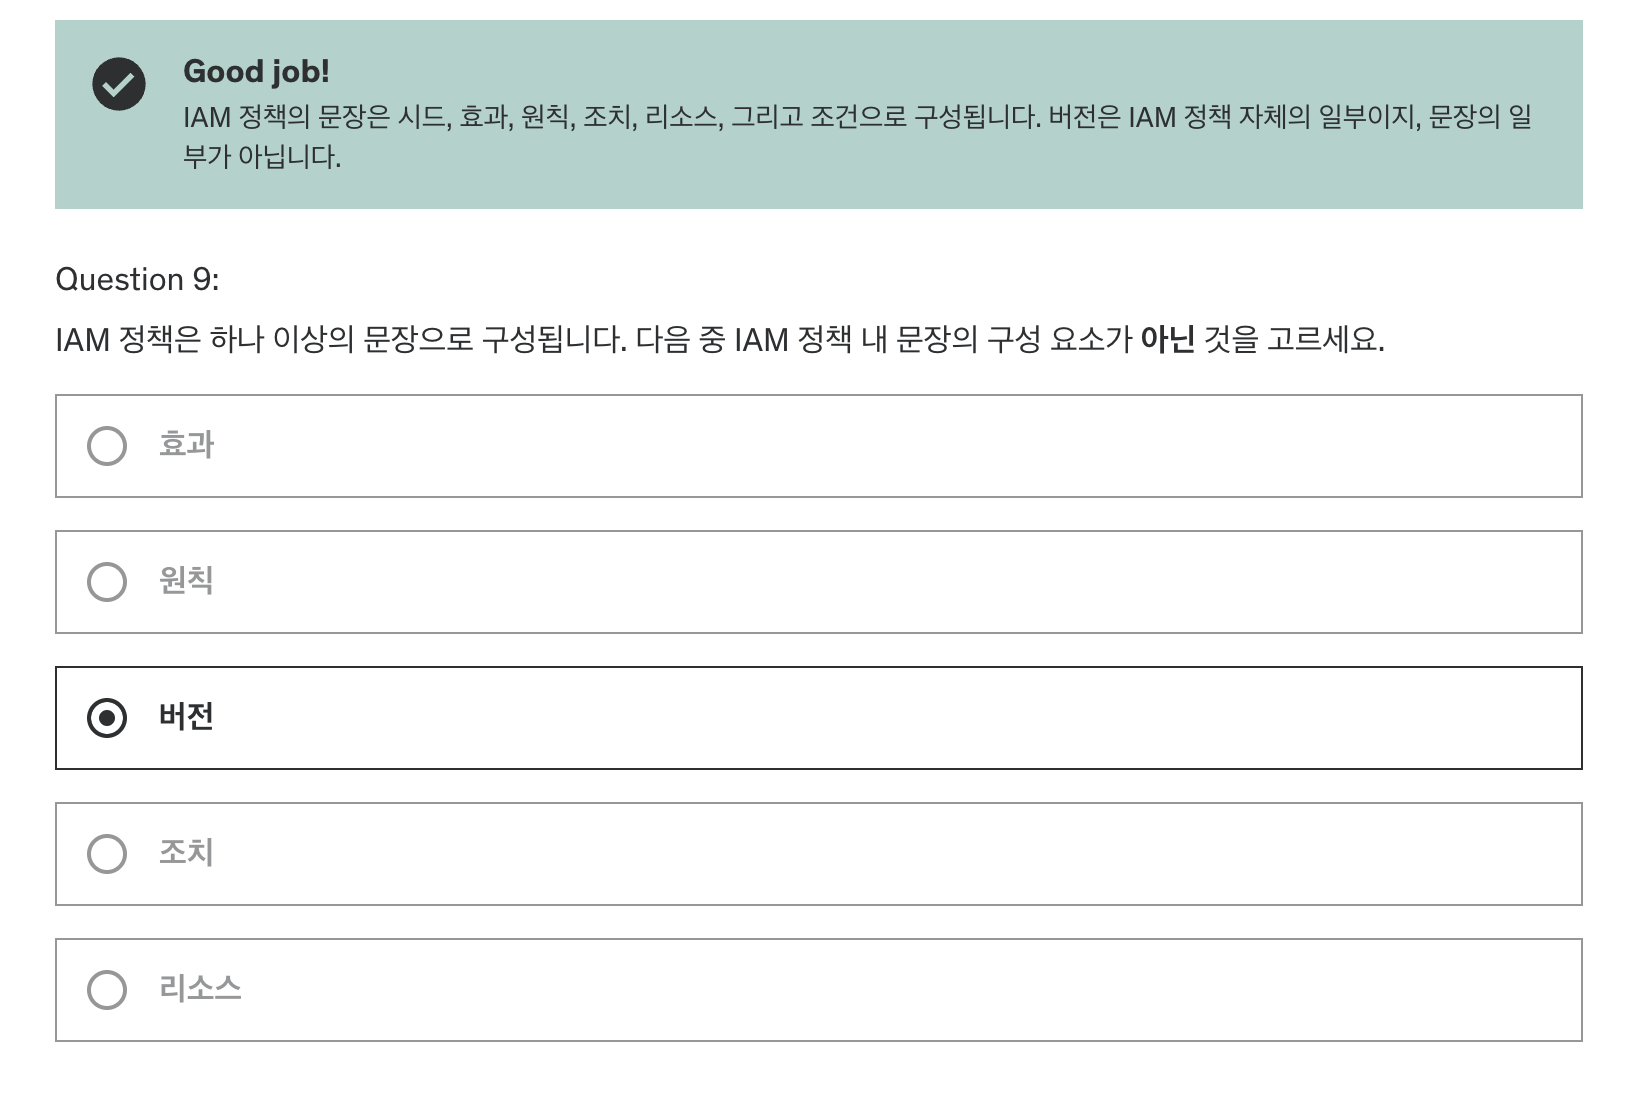 Good job!
IAM 정책의 문장은 시드, 효과, 원칙, 조치, 리소스, 그리고 조건으로 구성됩니다. 버전은 IAM 정책 자체의 일부이지, 문장의 일
부가 아닙니다.
Question 9:
IAM 정책은 하나 이상의 문장으로 구성됩니다. 다음 중 IAM 정책 내 문장의 구성 요소가 아닌 것을 고르세요.
효과
원칙
버전
조치
리소스